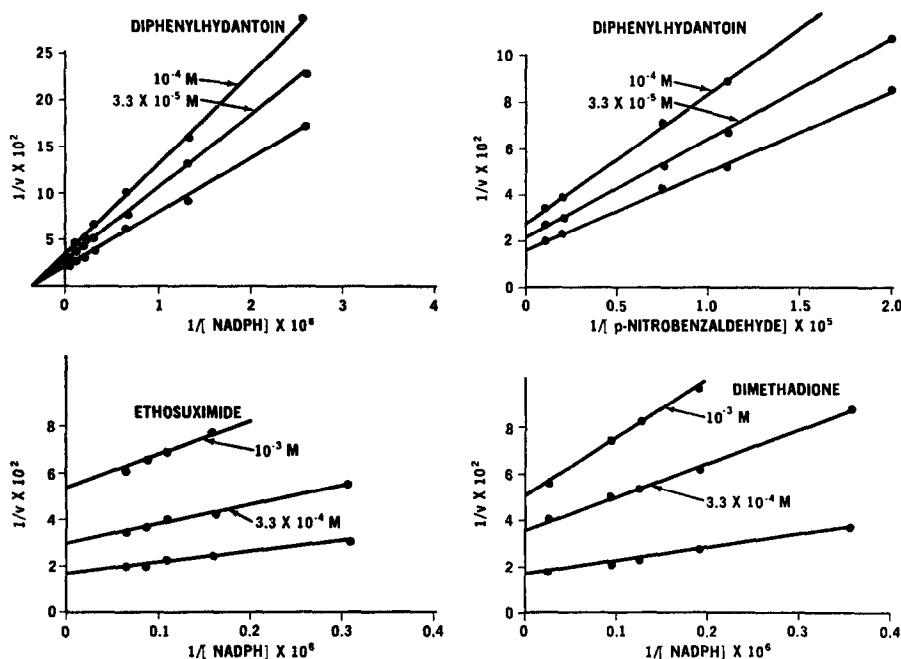 DIPHENYLHYDANTOIN
25
20
15
10
5
1/v X 10²
10⁻⁴ M
3.3 X 10⁻⁵ M
0 1 2 3 4
1/[ NADPH] X 10⁶
DIPHENYLHYDANTOIN
10
8
6
4
2
0
1/v X 10²
10⁻⁴ M
3.3 X 10⁻⁵ M
0 0.5 1.0 1.5 2.0
1/[ p-NITROBENZALDEHYDE] X 10⁵
ETHOSUXIMIDE
8
6
4
2
0
1/v X 10²
10⁻³ M
3.3 X 10⁻⁴ M
0 0.1 0.2 0.3 0.4
1/[ NADPH] X 10⁶
DIMETHADIONE
8
6
4
2
0
1/v X 10²
10⁻³ M
3.3 X 10⁻⁴ M
0 0.1 0.2 0.3 0.4
1/[ NADPH] X 10⁶